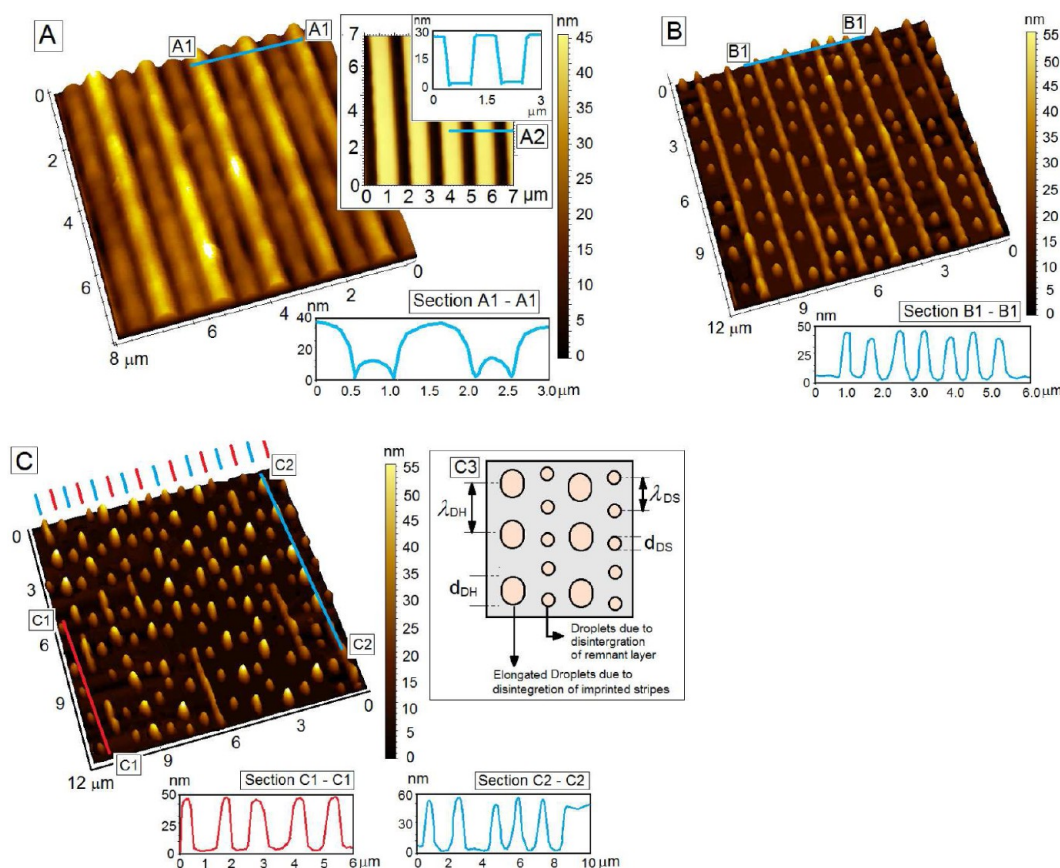 A
A1
A1
0
2
4
6
8 μm
6
4
2
0
nm
45
40
35
30
25
20
15
10
5
0
7
6
5
4
3
2
1
0
0 1 2 3 4 5 6 7 μm
A2
nm
30
15
0
0 1.5 3
μm
Section A1 - A1
nm
40
20
0
0 0.5 1.0 1.5 2.0 2.5 3.0 μm
B
B1
B1
0
3
6
9
12 μm
9
6
3
0
nm
55
50
45
40
35
30
25
20
15
10
5
0
Section B1 - B1
nm
50
25
0
0 1.0 2.0 3.0 4.0 5.0 6.0
μm
C
C2
C2
C1
C1
0
3
6
9
12 μm
9
6
3
0
nm
55
50
45
40
35
30
25
20
15
10
5
0
C3
λDH
λDS
dDS
dDH
Droplets due to
disintergration
of remnant layer
Elongated Droplets due to
disintegretion of imprinted stripes
Section C1 - C1
nm
50
25
0
0 1 2 3 4 5 6
μm
Section C2 - C2
nm
60
30
0
0 2 4 6 8 10
μm